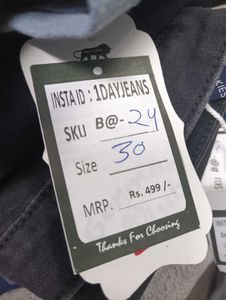 INSTA ID : 1DAYJEANS
SKU B@- 24
Size 30
MRP. Rs. 499 /-
Thanks For Choosing